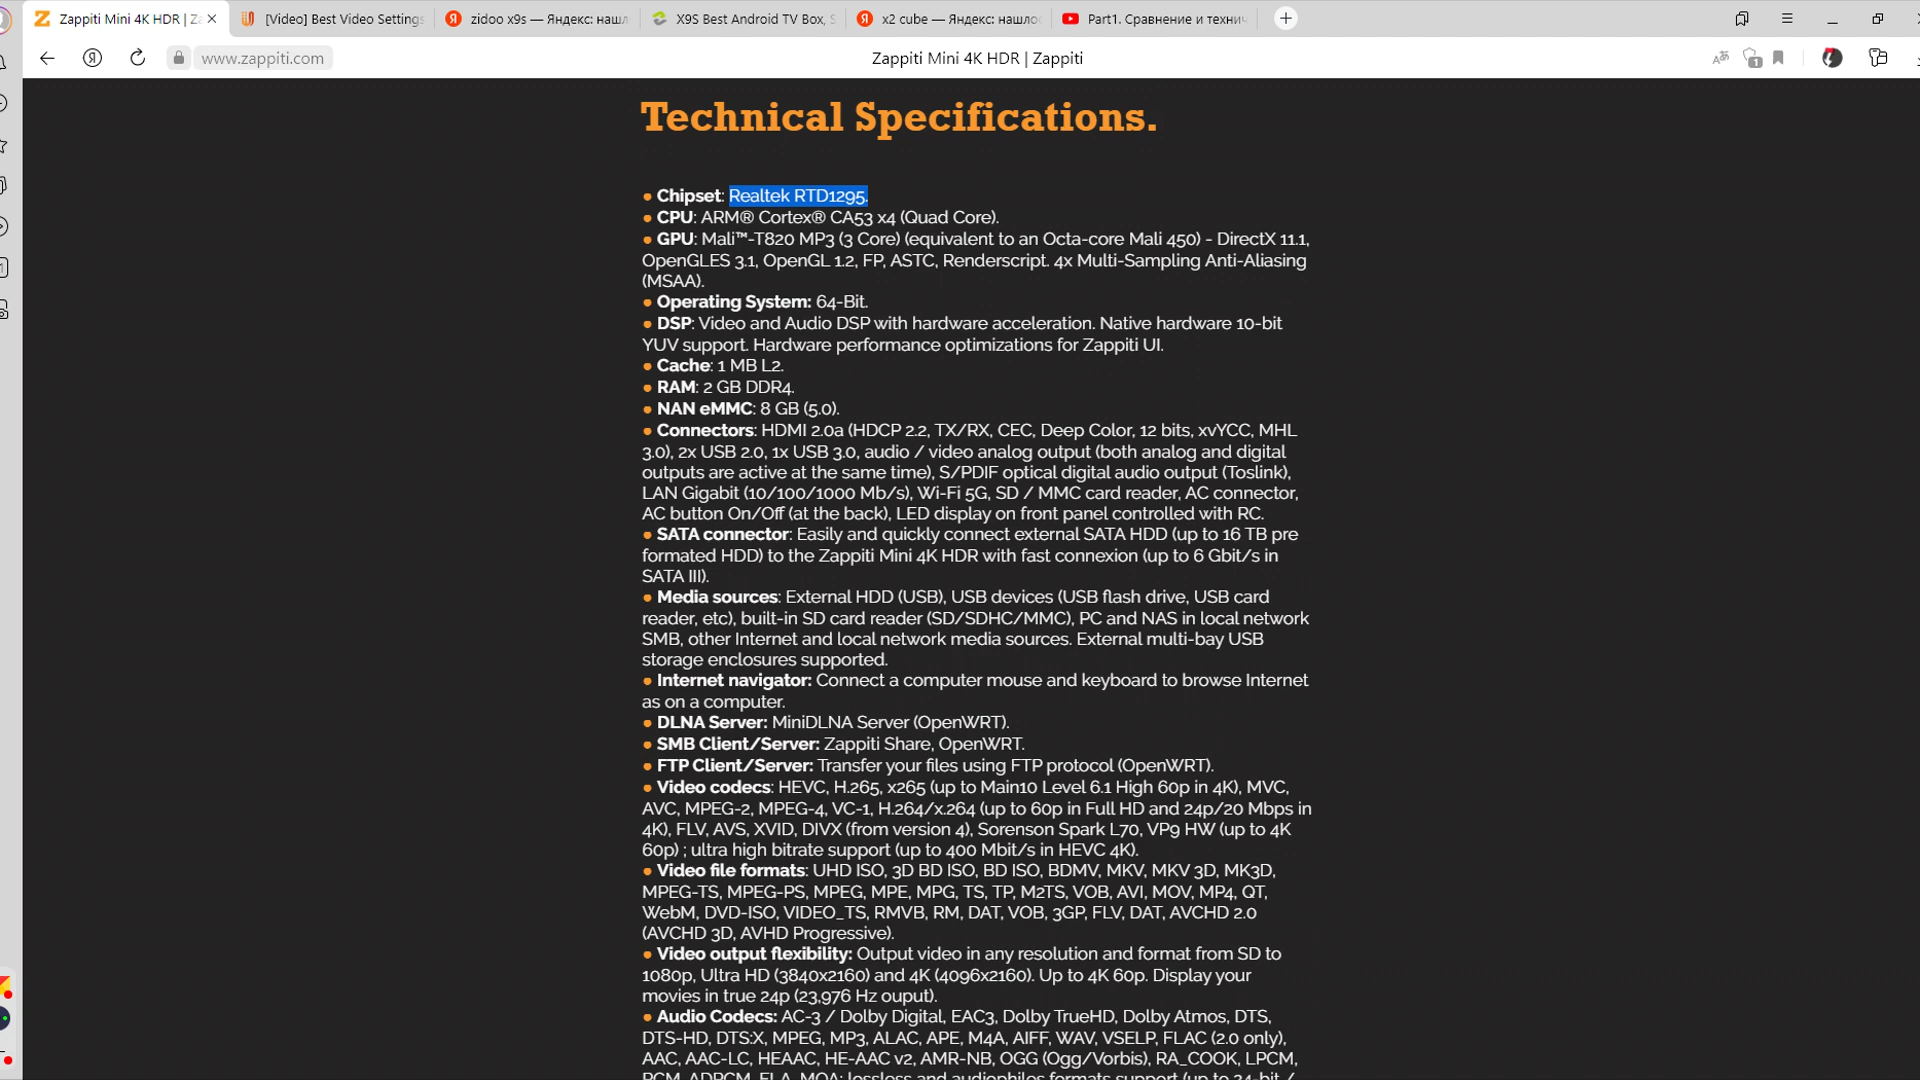 Zappiti Mini 4K HDR | Za
[Video] Best Video Settings
zidoo x9s — Яндекс: нашл
X9S Best Android TV Box, S
x2 cube — Яндекс: нашло
Part1. Сравнение и технич
www.zappiti.com
Zappiti Mini 4K HDR | Zappiti
Technical Specifications.
• Chipset: Realtek RTD1295.
• CPU: ARM® Cortex® CA53 x4 (Quad Core).
• GPU: Mali™-T820 MP3 (3 Core) (equivalent to an Octa-core Mali 450) - DirectX 11.1,
OpenGLES 3.1, OpenGL 1.2, FP, ASTC, Renderscript. 4x Multi-Sampling Anti-Aliasing
(MSAA).
• Operating System: 64-Bit.
• DSP: Video and Audio DSP with hardware acceleration. Native hardware 10-bit
YUV support. Hardware performance optimizations for Zappiti UI.
• Cache: 1 MB L2.
• RAM: 2 GB DDR4.
• NAN eMMC: 8 GB (5.0).
• Connectors: HDMI 2.0a (HDCP 2.2, TX/RX, CEC, Deep Color, 12 bits, xvYCC, MHL
3.0), 2x USB 2.0, 1x USB 3.0, audio / video analog output (both analog and digital
outputs are active at the same time), S/PDIF optical digital audio output (Toslink),
LAN Gigabit (10/100/1000 Mb/s), Wi-Fi 5G, SD / MMC card reader, AC connector,
AC button On/Off (at the back), LED display on front panel controlled with RC.
• SATA connector: Easily and quickly connect external SATA HDD (up to 16 TB pre
formated HDD) to the Zappiti Mini 4K HDR with fast connexion (up to 6 Gbit/s in
SATA III).
• Media sources: External HDD (USB), USB devices (USB flash drive, USB card
reader, etc), built-in SD card reader (SD/SDHC/MMC), PC and NAS in local network
SMB, other Internet and local network media sources. External multi-bay USB
storage enclosures supported.
• Internet navigator: Connect a computer mouse and keyboard to browse Internet
as on a computer.
• DLNA Server: MiniDLNA Server (OpenWRT).
• SMB Client/Server: Zappiti Share, OpenWRT.
• FTP Client/Server: Transfer your files using FTP protocol (OpenWRT).
• Video codecs: HEVC, H.265, x265 (up to Main10 Level 6.1 High 60p in 4K), MVC,
AVC, MPEG-2, MPEG-4, VC-1, H.264/x.264 (up to 60p in Full HD and 24p/20 Mbps in
4K), FLV, AVS, XVID, DIVX (from version 4), Sorenson Spark L70, VP9 HW (up to 4K
60p) ; ultra high bitrate support (up to 400 Mbit/s in HEVC 4K).
• Video file formats: UHD ISO, 3D BD ISO, BD ISO, BDMV, MKV, MKV 3D, MK3D,
MPEG-TS, MPEG-PS, MPEG, MPE, MPG, TS, TP, M2TS, VOB, AVI, MOV, MP4, QT,
WebM, DVD-ISO, VIDEO_TS, RMVB, RM, DAT, VOB, 3GP, FLV, DAT, AVCHD 2.0
(AVCHD 3D, AVHD Progressive).
• Video output flexibility: Output video in any resolution and format from SD to
1080p, Ultra HD (3840x2160) and 4K (4096x2160). Up to 4K 60p. Display your
movies in true 24p (23,976 Hz ouput).
• Audio Codecs: AC-3 / Dolby Digital, EAC3, Dolby TrueHD, Dolby Atmos, DTS,
DTS-HD, DTS:X, MPEG, MP3, ALAC, APE, M4A, AIFF, WAV, VSELP, FLAC (2.0 only),
AAC, AAC-LC, HEAAC, HE-AAC v2, AMR-NB, OGG (Ogg/Vorbis), RA_COOK, LPCM,
PCM, ADPCM, FLA, MQA; lossless and audiophiles formats support (up to 24-bit /